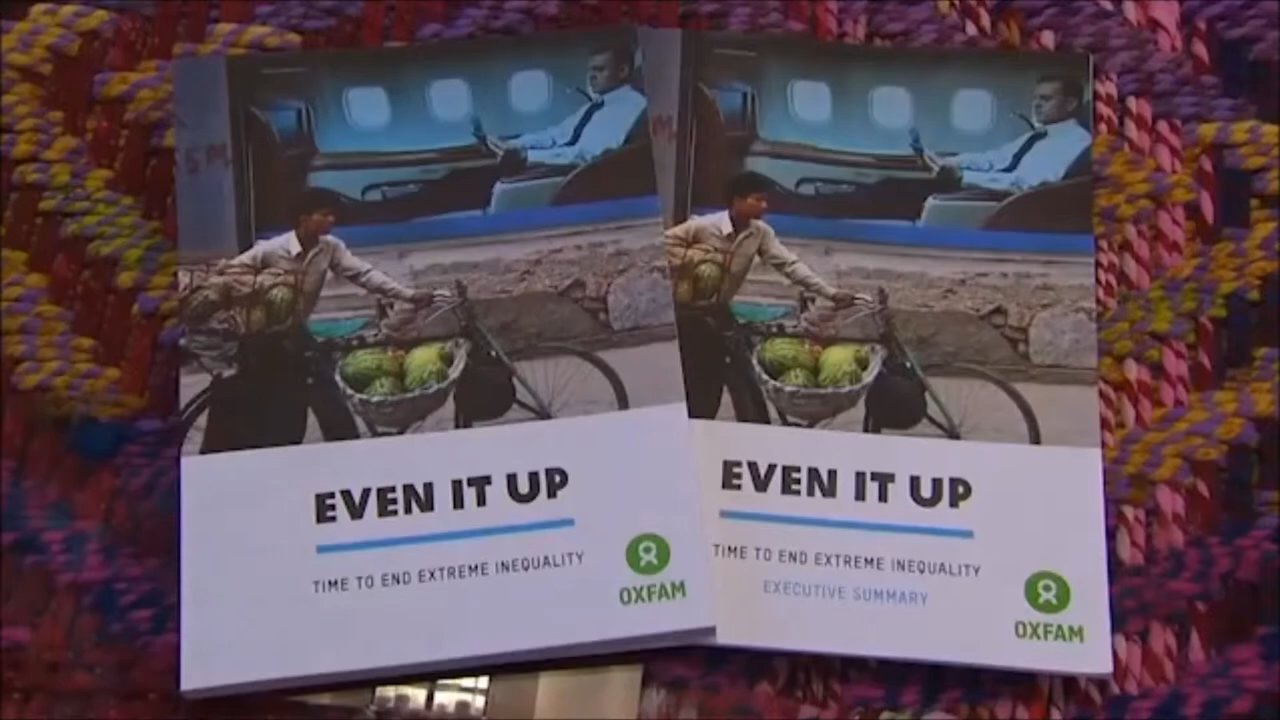 EVEN IT UP
TIME TO END EXTREME INEQUALITY
OXFAM
EVEN IT UP
TIME TO END EXTREME INEQUALITY
EXECUTIVE SUMMARY
OXFAM